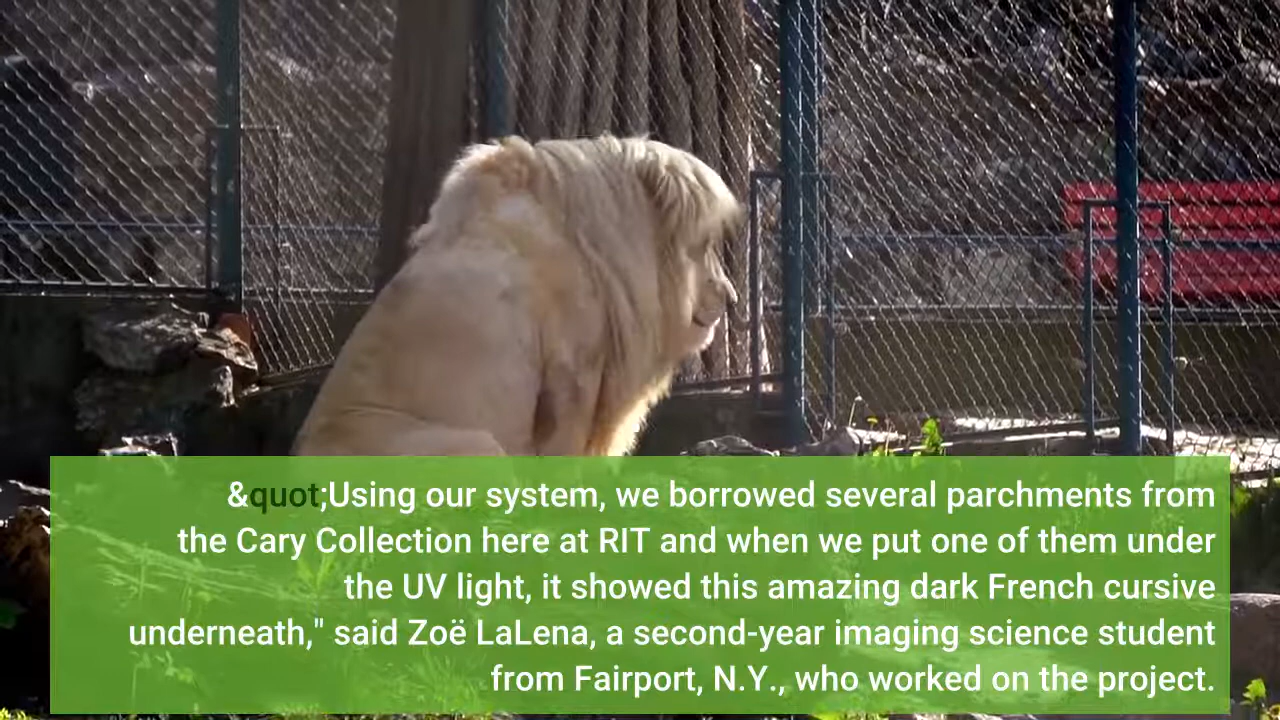 &quot;Using our system, we borrowed several parchments from
the Cary Collection here at RIT and when we put one of them under
the UV light, it showed this amazing dark French cursive
underneath," said Zoë LaLena, a second-year imaging science student
from Fairport, N.Y., who worked on the project.